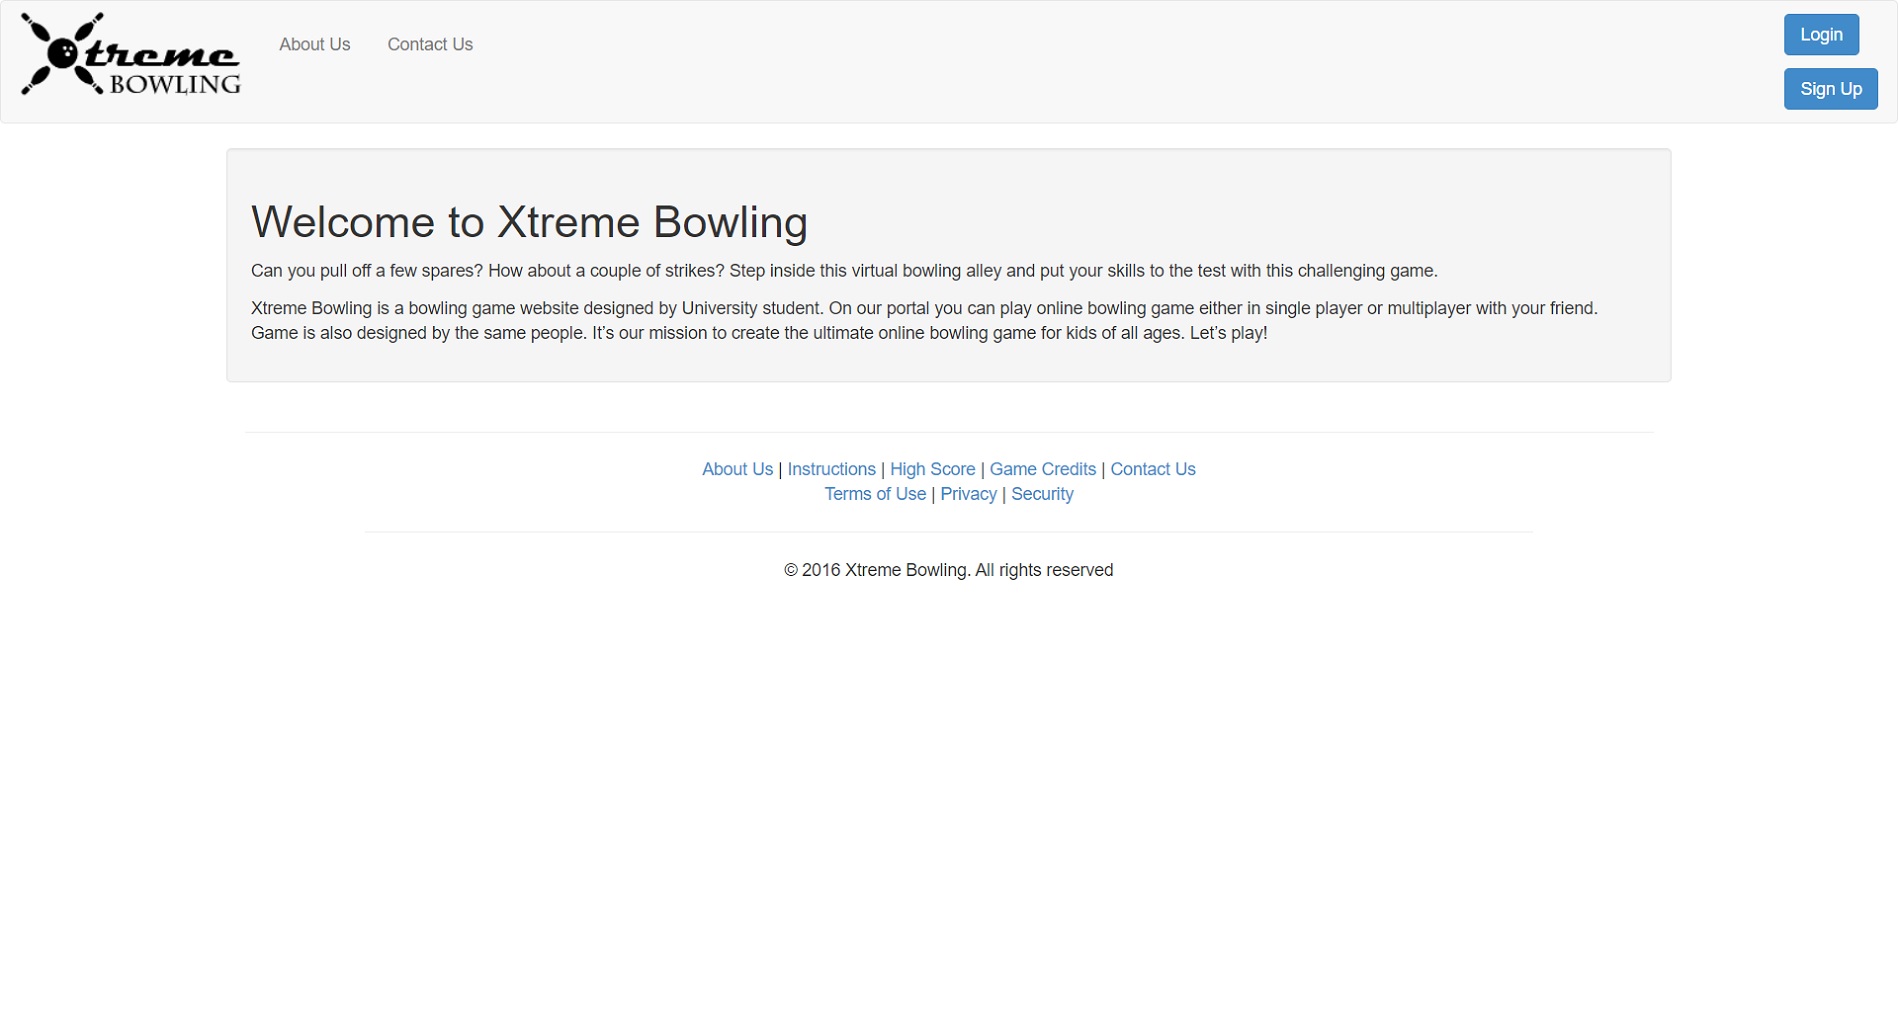 Xtreme
BOWLING
About Us
Contact Us
Login
Sign Up
Welcome to Xtreme Bowling
Can you pull off a few spares? How about a couple of strikes? Step inside this virtual bowling alley and put your skills to the test with this challenging game.
Xtreme Bowling is a bowling game website designed by University student. On our portal you can play online bowling game either in single player or multiplayer with your friend.
Game is also designed by the same people. It’s our mission to create the ultimate online bowling game for kids of all ages. Let’s play!
About Us | Instructions | High Score | Game Credits | Contact Us
Terms of Use | Privacy | Security
© 2016 Xtreme Bowling. All rights reserved